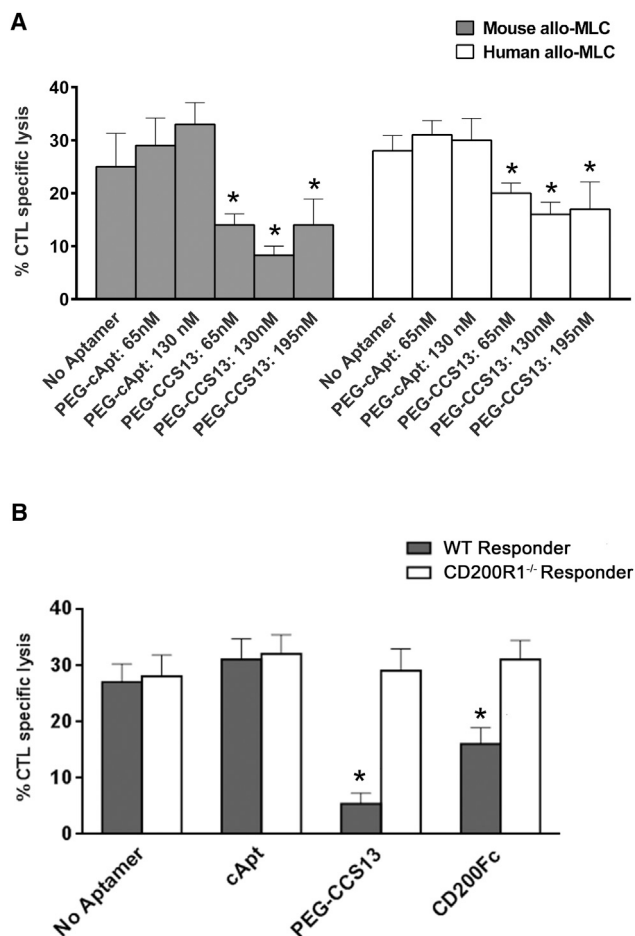 A
Mouse allo-MLC
Human allo-MLC
% CTL specific lysis
40
30
20
10
0
* * * * * *
No Aptamer
PEG-cApt: 65nM
PEG-cApt: 130 nM
PEG-CCS13: 65nM
PEG-CCS13: 130nM
PEG-CCS13: 195nM
No Aptamer
PEG-cApt: 65nM
PEG-cApt: 130 nM
PEG-CCS13: 65nM
PEG-CCS13: 130nM
PEG-CCS13: 195nM
B
WT Responder
CD200R1-/- Responder
% CTL specific lysis
40
30
20
10
0
* *
No Aptamer
cApt
PEG-CCS13
CD200Fc